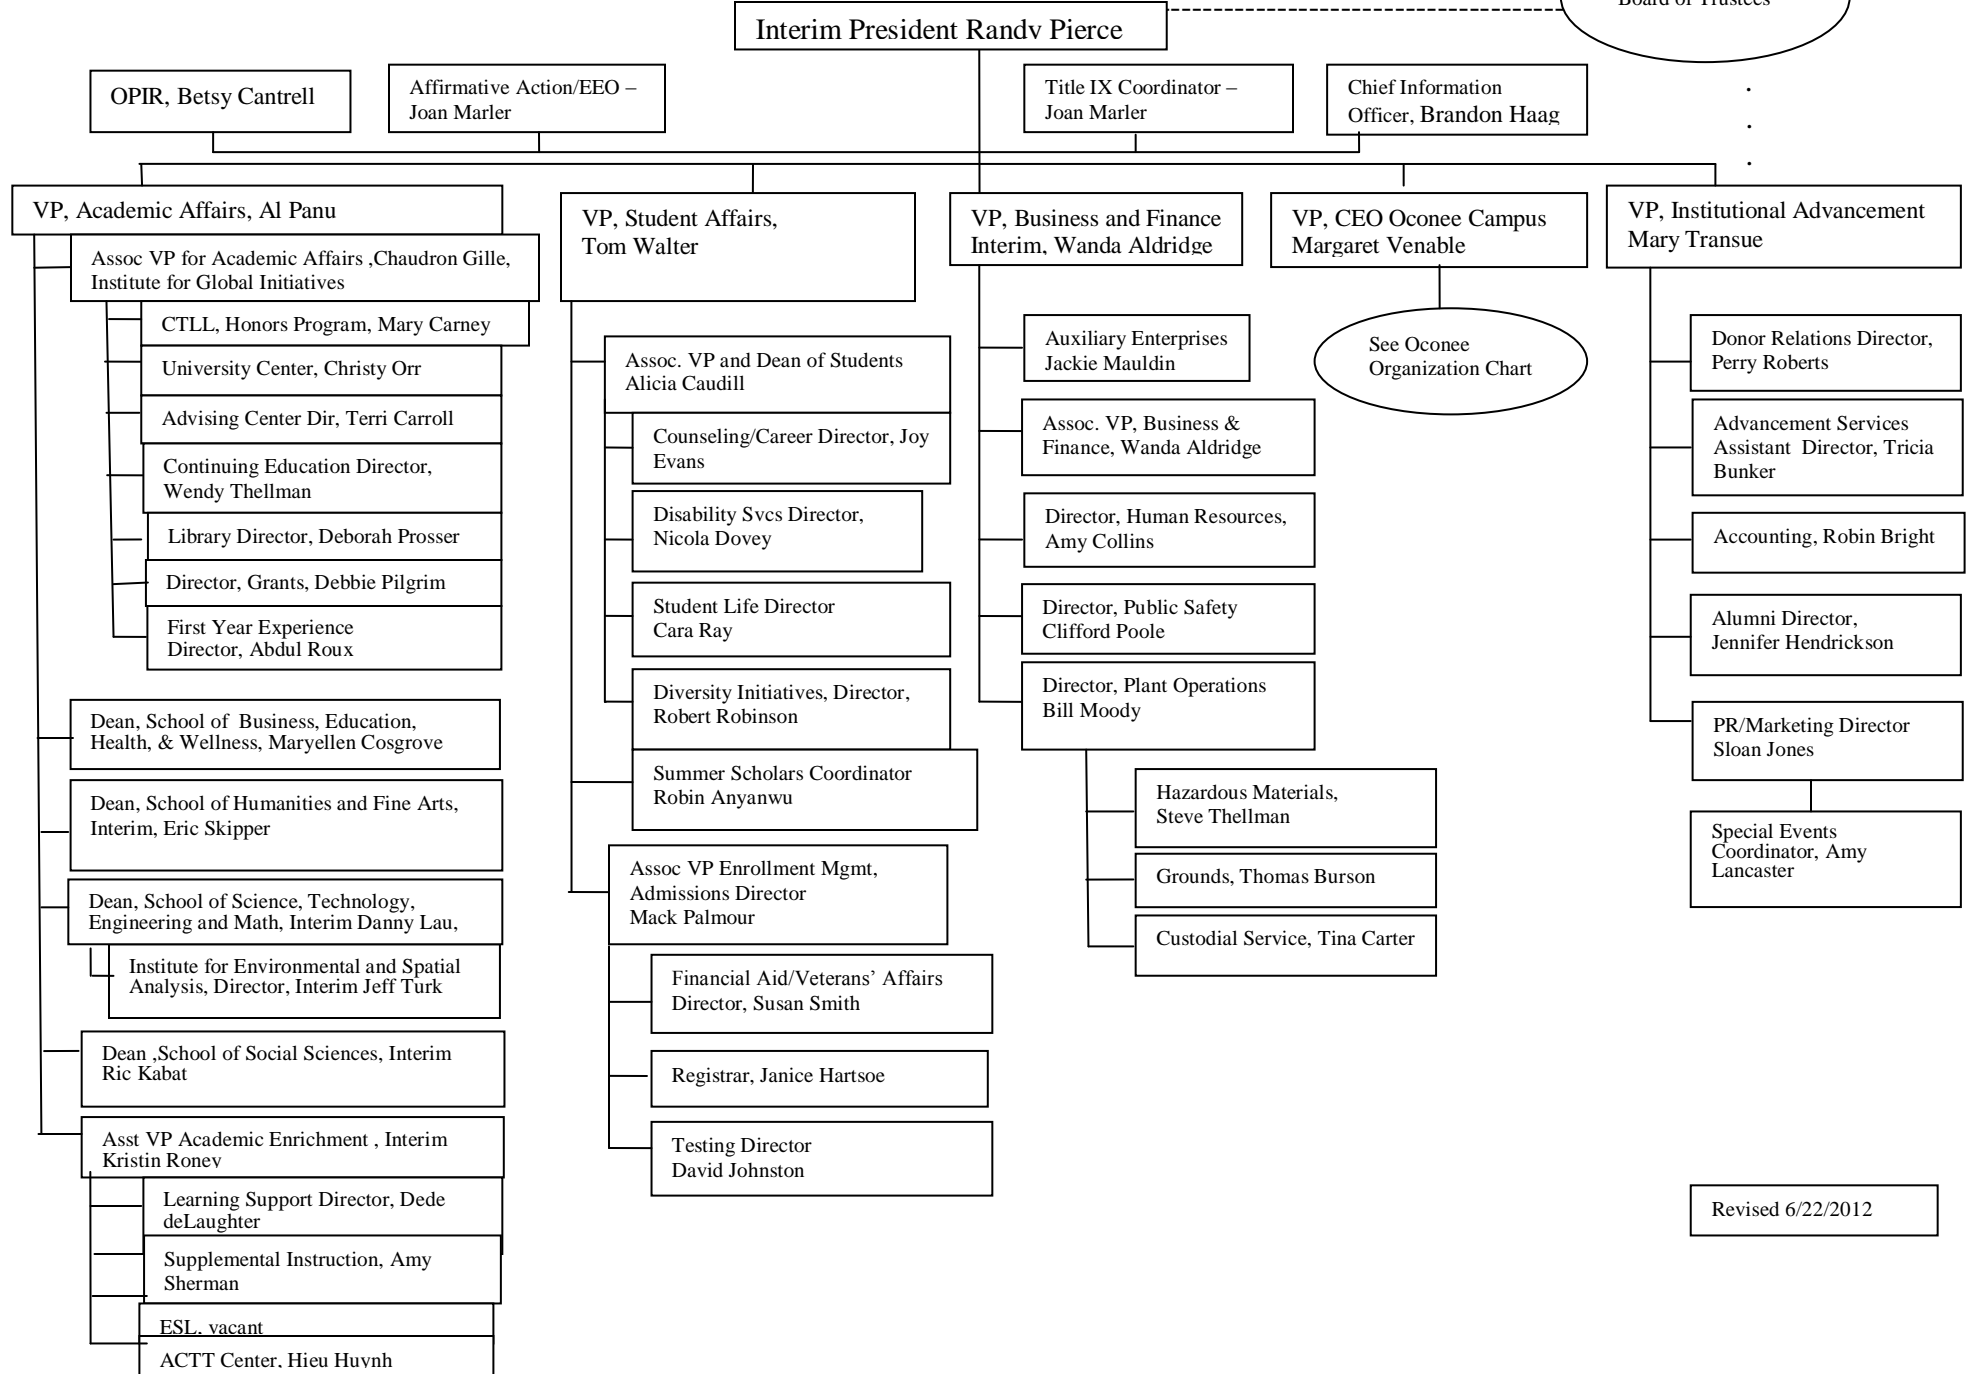 Board of Trustees
Interim President Randy Pierce
OPIR, Betsy Cantrell
Affirmative Action/EEO –
Joan Marler
Title IX Coordinator –
Joan Marler
Chief Information
Officer, Brandon Haag
VP, Academic Affairs, Al Panu
Assoc VP for Academic Affairs ,Chaudron Gille,
Institute for Global Initiatives
CTLL, Honors Program, Mary Carney
University Center, Christy Orr
Advising Center Dir, Terri Carroll
Continuing Education Director,
Wendy Thellman
Library Director, Deborah Prosser
Director, Grants, Debbie Pilgrim
First Year Experience
Director, Abdul Roux
Dean, School of Business, Education,
Health, & Wellness, Maryellen Cosgrove
Dean, School of Humanities and Fine Arts,
Interim, Eric Skipper
Dean, School of Science, Technology,
Engineering and Math, Interim Danny Lau,
Institute for Environmental and Spatial
Analysis, Director, Interim Jeff Turk
Dean ,School of Social Sciences, Interim
Ric Kabat
Asst VP Academic Enrichment , Interim
Kristin Roney
Learning Support Director, Dede
deLaughter
Supplemental Instruction, Amy
Sherman
ESL, vacant
ACTT Center, Hieu Huynh
VP, Student Affairs,
Tom Walter
Assoc. VP and Dean of Students
Alicia Caudill
Counseling/Career Director, Joy
Evans
Disability Svcs Director,
Nicola Dovey
Student Life Director
Cara Ray
Diversity Initiatives, Director,
Robert Robinson
Summer Scholars Coordinator
Robin Anyanwu
Assoc VP Enrollment Mgmt,
Admissions Director
Mack Palmour
Financial Aid/Veterans’ Affairs
Director, Susan Smith
Registrar, Janice Hartsoe
Testing Director
David Johnston
VP, Business and Finance
Interim, Wanda Aldridge
Auxiliary Enterprises
Jackie Mauldin
Assoc. VP, Business &
Finance, Wanda Aldridge
Director, Human Resources,
Amy Collins
Director, Public Safety
Clifford Poole
Director, Plant Operations
Bill Moody
Hazardous Materials,
Steve Thellman
Grounds, Thomas Burson
Custodial Service, Tina Carter
VP, CEO Oconee Campus
Margaret Venable
See Oconee
Organization Chart
VP, Institutional Advancement
Mary Transue
Donor Relations Director,
Perry Roberts
Advancement Services
Assistant Director, Tricia
Bunker
Accounting, Robin Bright
Alumni Director,
Jennifer Hendrickson
PR/Marketing Director
Sloan Jones
Special Events
Coordinator, Amy
Lancaster
Revised 6/22/2012